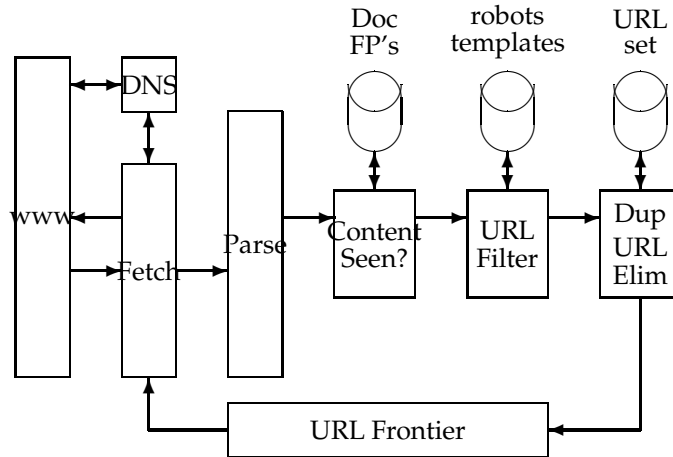 Doc
FP's
robots
templates
URL
set
DNS
www
Fetch
Parse
Content
Seen?
URL
Filter
Dup
URL
Elim
URL Frontier